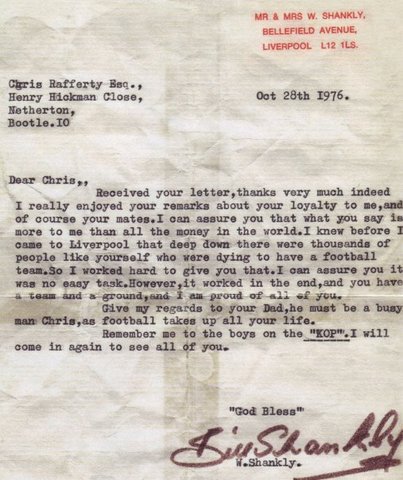 MR & MRS W. SHANKLY,
BELLEFIELD AVENUE,
LIVERPOOL L12 1LS.
Chris Rafferty Esq.,
Henry Hickman Close,
Netherton,
Bootle.IO
Oct 28th 1976.
Dear Chris,,
Received your letter,thanks very much indeed
I really enjoyed your remarks about your loyalty to me,and
of course your mates.I can assure you that what you say is
more to me than all the money in the world.I knew before I
came to Liverpool that deep down there were thousands of
people like yourself who were dying to have a football
team.So I worked hard to give you that.I can assure you it
was no easy task.However,it worked in the end,and you have
a team and a ground,and I am proud of all of you.
Give my regards to your Dad,he must be a busy
man Chris,as football takes up all your life.
Remember me to the boys on the "KOP".I will
come in again to see all of you.
"God Bless"
Bill Shankly
W.Shankly.